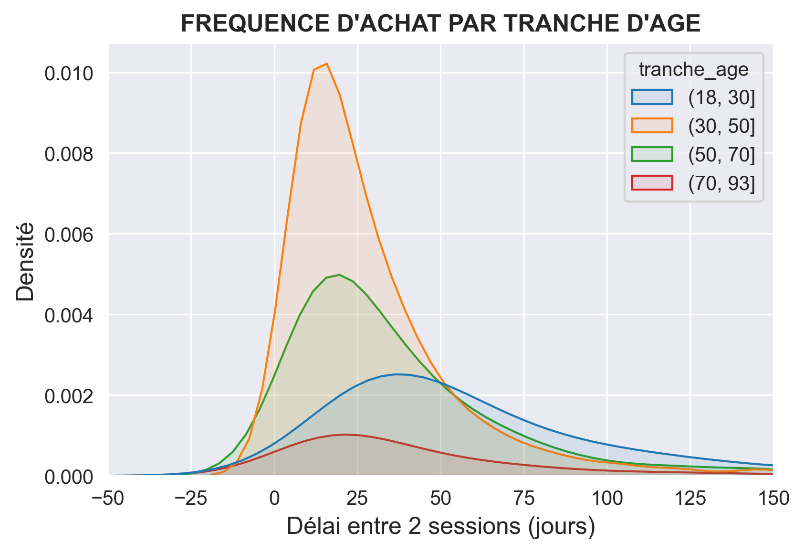 FREQUENCE D'ACHAT PAR TRANCHE D'AGE
tranche_age
(18, 30]
(30, 50]
(50, 70]
(70, 93]
Densité
0.010
0.008
0.006
0.004
0.002
0.000
−50 −25 0 25 50 75 100 125 150
Délai entre 2 sessions (jours)